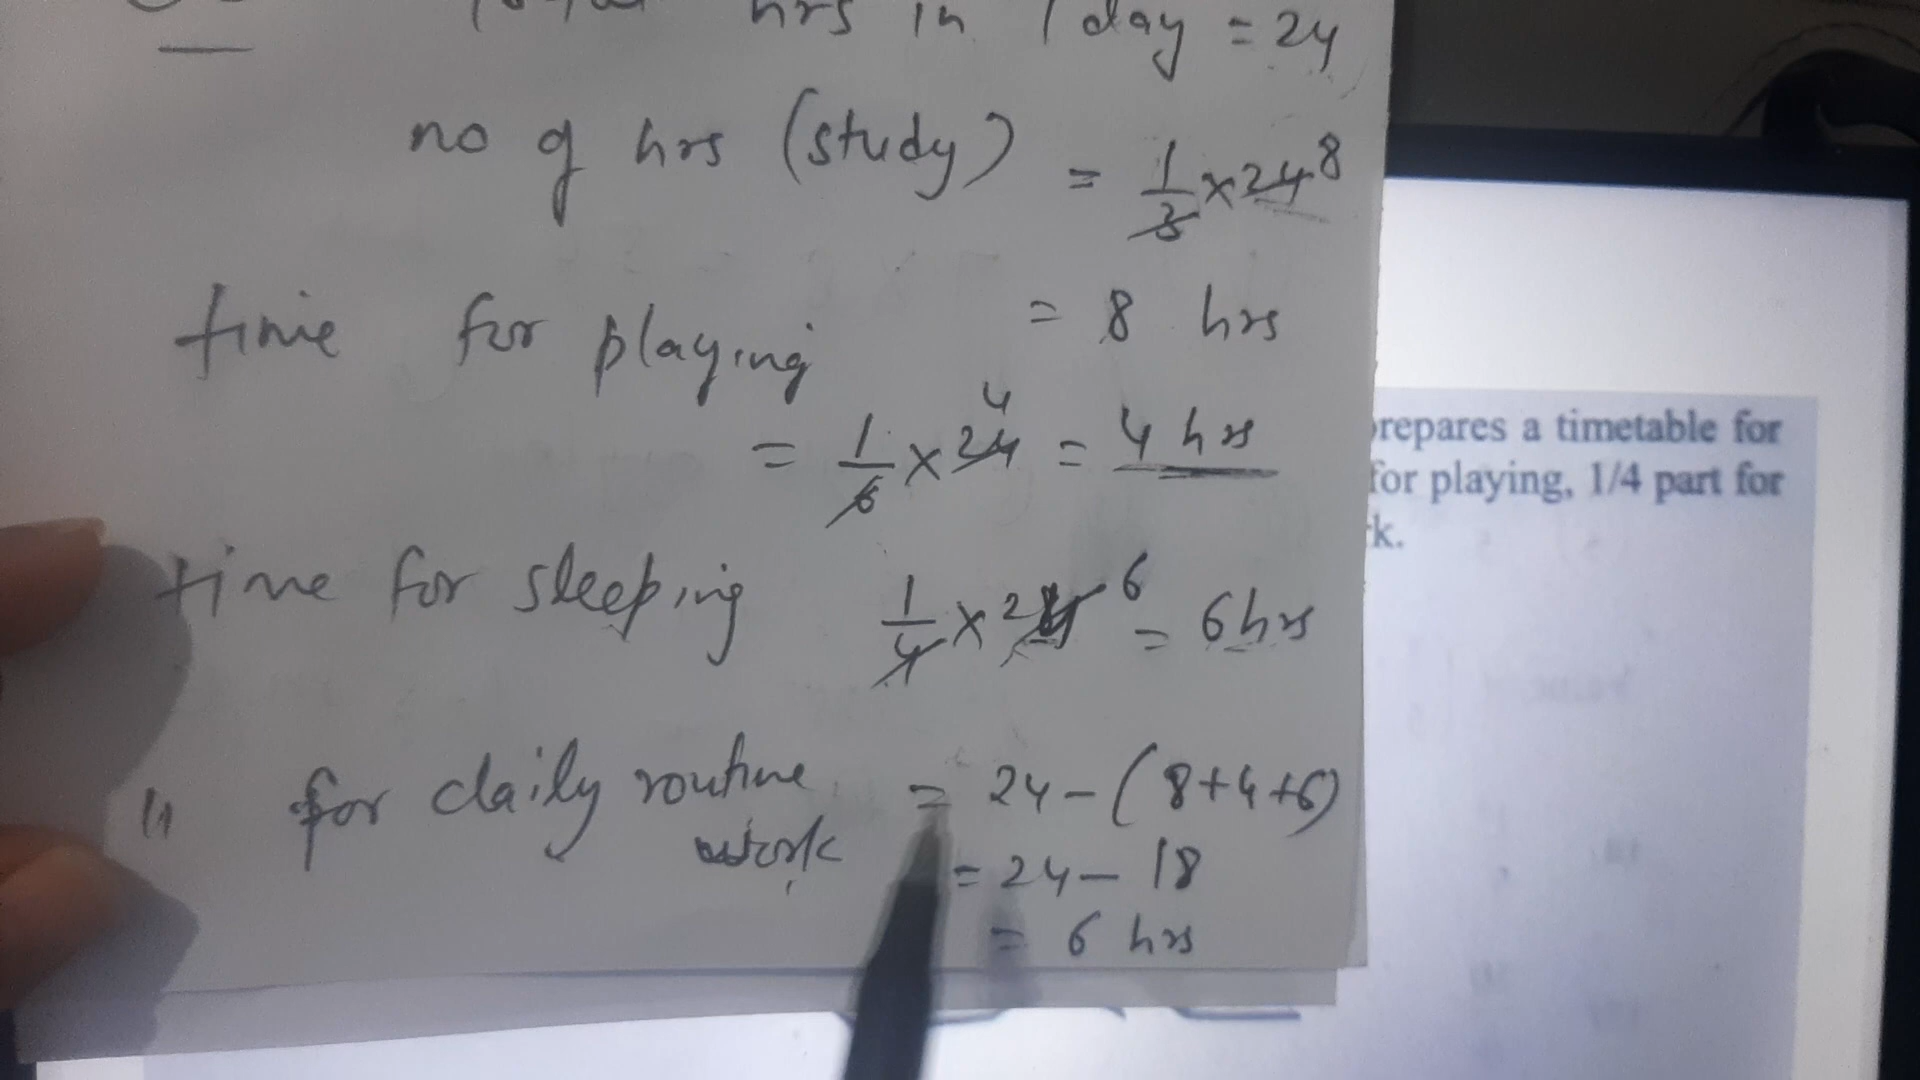 hrs in 1 day = 24
no of hrs (study) = 1/3 x 24 8
= 8 hrs
time for playing
= 1/6 x 24 4 = 4 hrs
time for sleeping 1/4 x 24 6 = 6 hrs
11 for daily routine work = 24 - (8+4+6)
= 24 - 18
= 6 hrs
repares a timetable for
for playing, 1/4 part for
k.